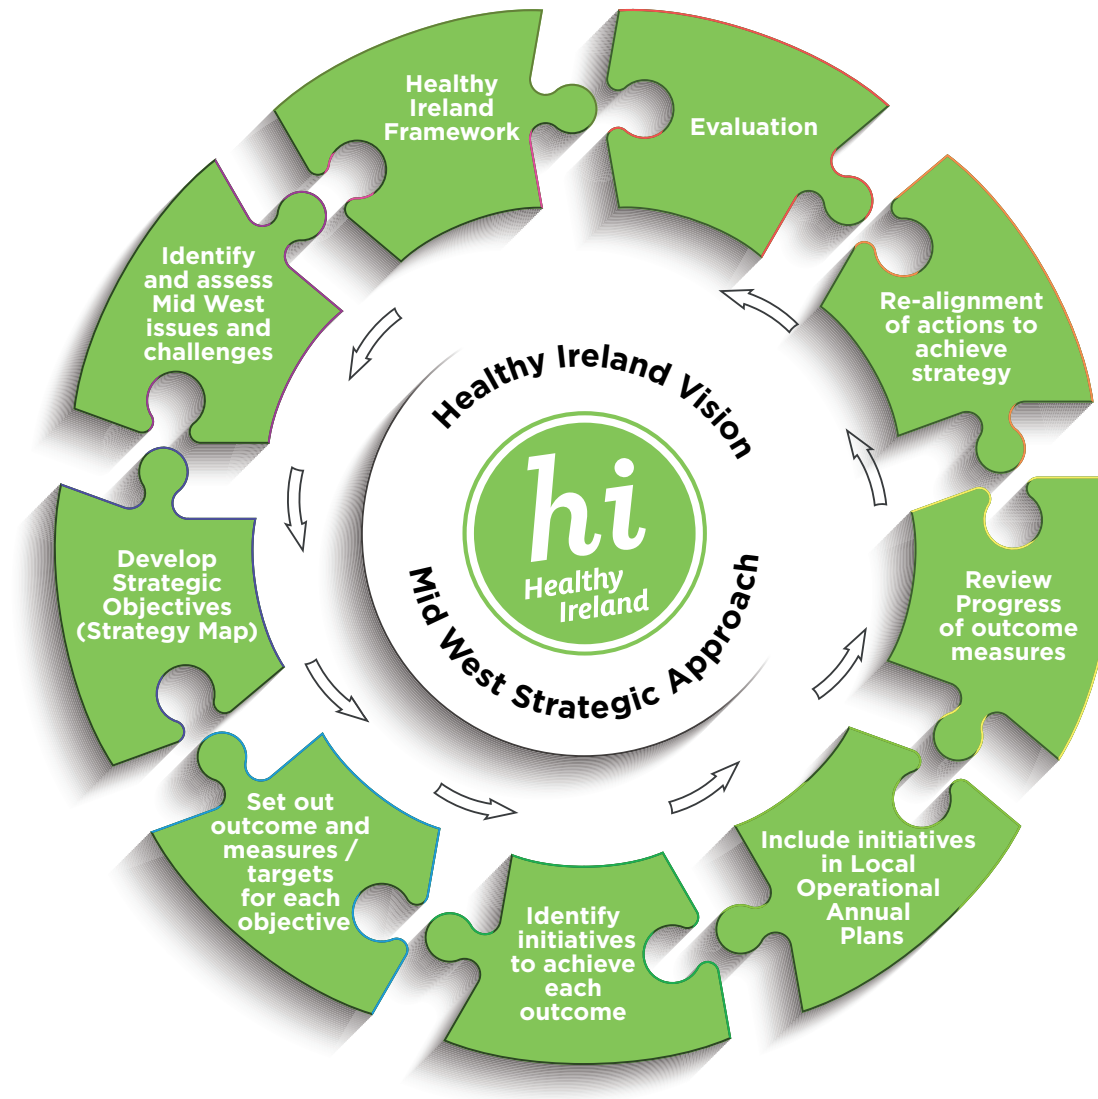 Healthy
Ireland
Framework
Identify
and assess
Mid West
issues and
challenges
Develop
Strategic
Objectives
(Strategy Map)
Set out
outcome and
measures /
targets
for each
objective
Identify
initiatives
to achieve
each
outcome
Include initiatives
in Local
Operational
Annual
Plans
Review
Progress
of outcome
measures
Re-alignment
of actions to
achieve
strategy
Evaluation
Healthy Ireland Vision
hi
Healthy
Ireland
Mid West Strategic Approach